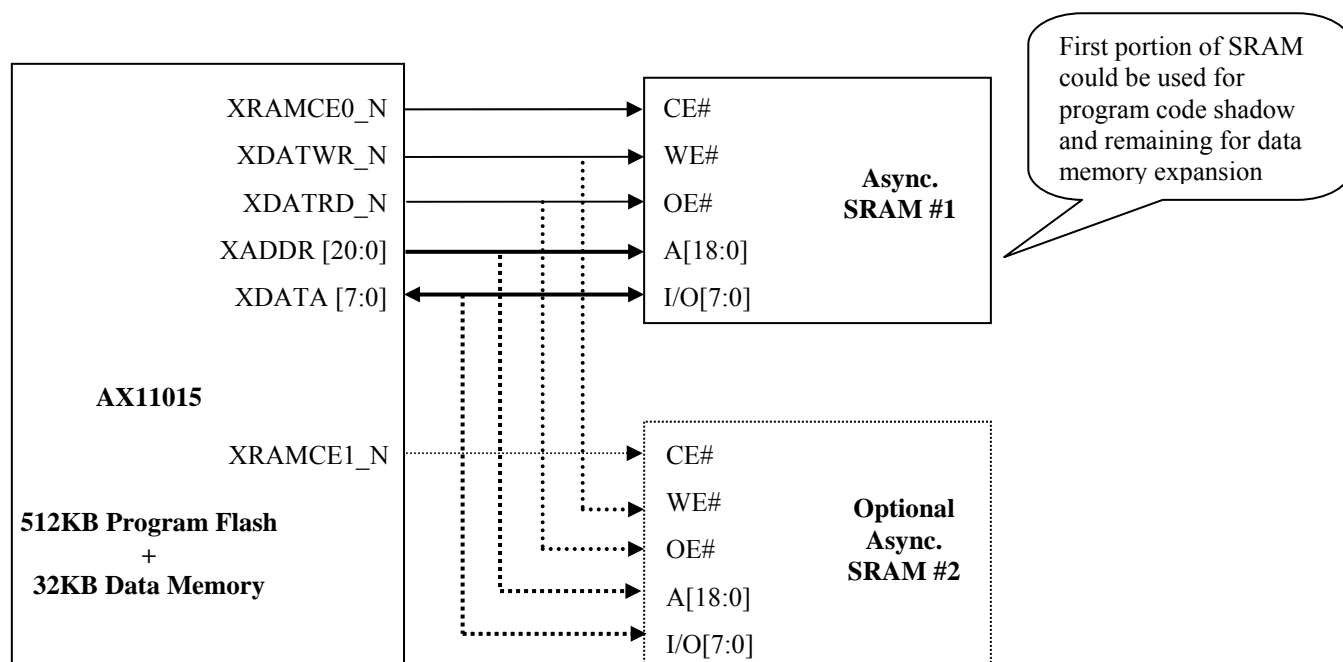 First portion of SRAM
could be used for
program code shadow
and remaining for data
memory expansion
XRAMCE0_N
XDATWR_N
XDATRD_N
XADDR [20:0]
XDATA [7:0]
AX11015
XRAMCE1_N
512KB Program Flash
+
32KB Data Memory
CE#
WE#
OE#
A[18:0]
I/O[7:0]
Async.
SRAM #1
CE#
WE#
OE#
A[18:0]
I/O[7:0]
Optional
Async.
SRAM #2